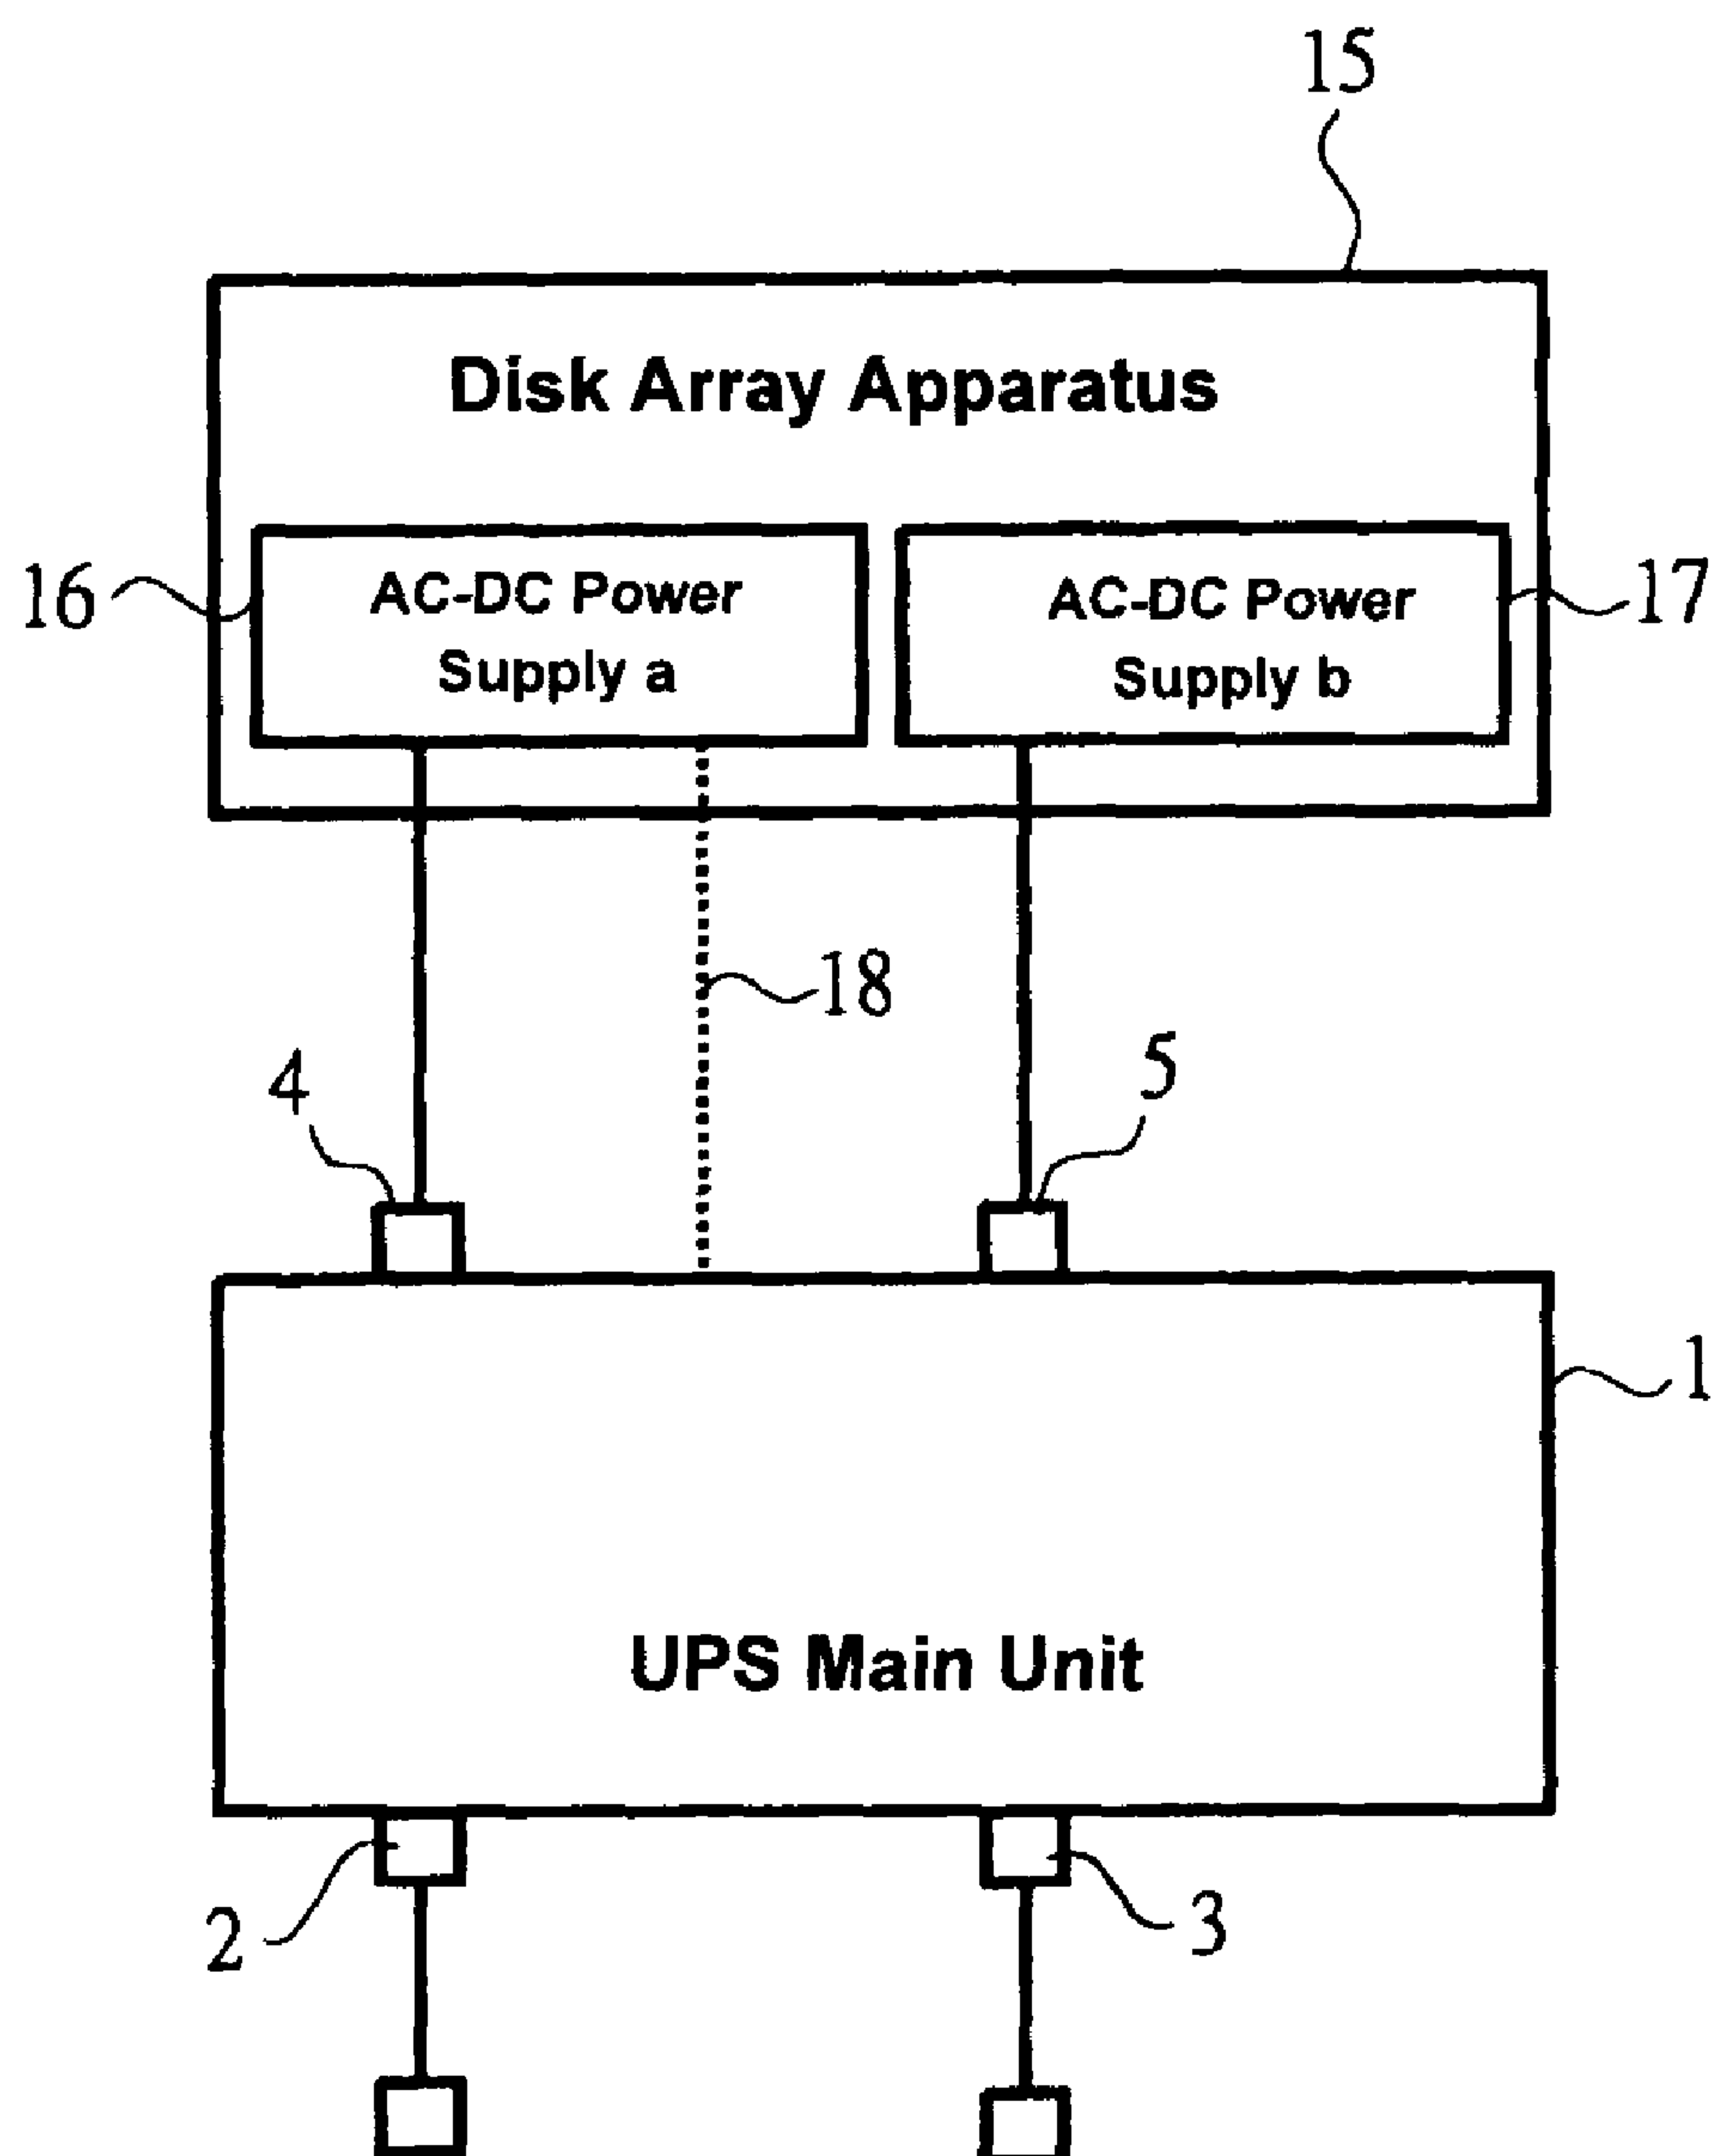 15
Disk Array Apparatus
16
AC-DC Power
Supply a
AC-DC Power
Supply b
17
18
4
5
1
UPS Main Unit
2
3